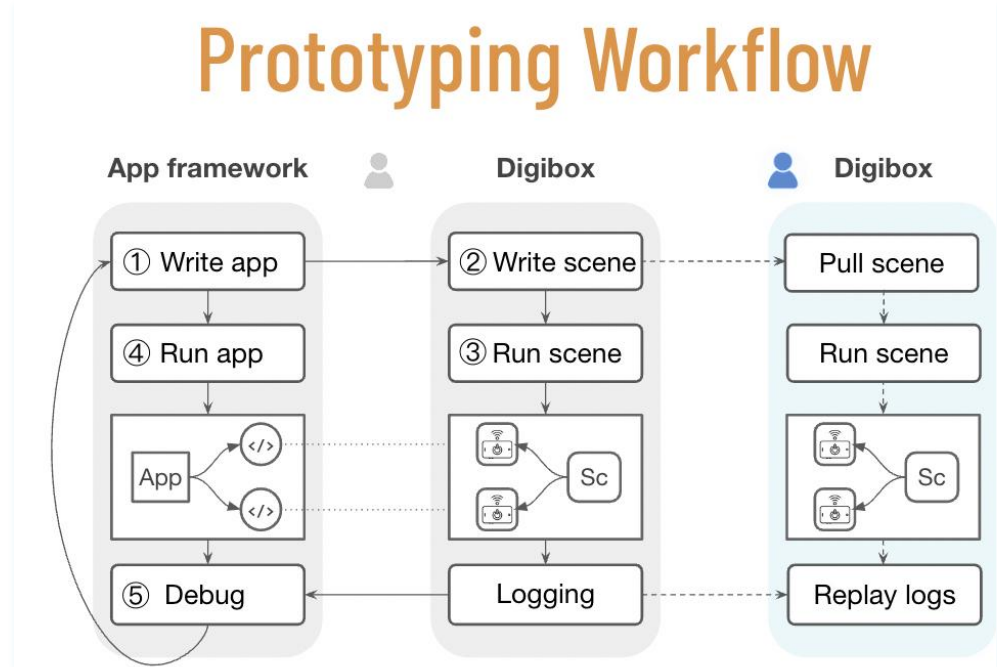 Prototyping Workflow
App framework
Digibox
Digibox
① Write app
② Write scene
Pull scene
④ Run app
③ Run scene
Run scene
App
</>
</>
Sc
Sc
⑤ Debug
Logging
Replay logs